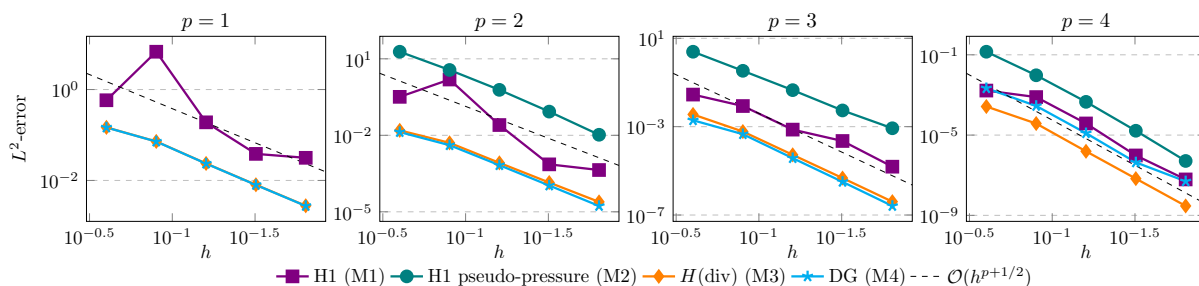 p = 1
p = 2
p = 3
p = 4
L²-error
10⁰
10⁻²
10⁻⁰·⁵
10⁻¹
10⁻¹·⁵
h
10¹
10⁻²
10⁻⁵
10⁻⁰·⁵
10⁻¹
10⁻¹·⁵
h
10¹
10⁻³
10⁻⁷
10⁻⁰·⁵
10⁻¹
10⁻¹·⁵
h
10⁻¹
10⁻⁵
10⁻⁹
10⁻⁰·⁵
10⁻¹
10⁻¹·⁵
h
H1 (M1)
H1 pseudo-pressure (M2)
H(div) (M3)
DG (M4)
𝒪(h^{p+1/2})